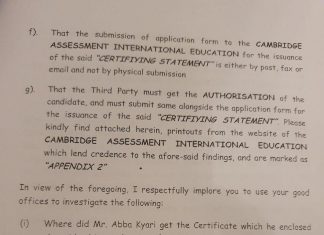 f). That the submission of application form to the CAMBRIDGE
ASSESSMENT INTERNATIONAL EDUCATION for the issuance
of the said "CERTIFIYING STATEMENT" is either by post, fax or
email and not by physical submission
g). That the Third Party must get the AUTHORISATION of the
candidate, and must submit same alongside the application form for
the issuance of the said "CERTIFYING STATEMENT" Please
kindly find attached herein, printouts from the website of the
CAMBRIDGE ASSESSMENT INTERNATIONAL EDUCATION
which lend credence to the afore-said findings, and are marked as
"APPENDIX 2"
In view of the foregoing, I respectfully implore you to use your good
offices to investigate the following:
(i) Where did Mr. Abba Kyari get the Certificate which he enclosed